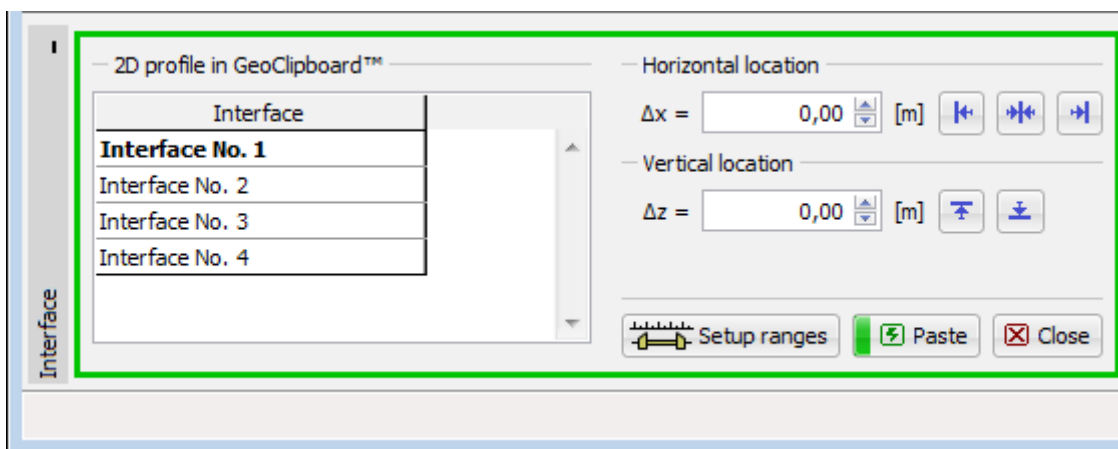 2D profile in GeoClipboard™
Interface
Interface No. 1
Interface No. 2
Interface No. 3
Interface No. 4
Horizontal location
Δx = 0,00 [m]
Vertical location
Δz = 0,00 [m]
Setup ranges Paste Close
Interface